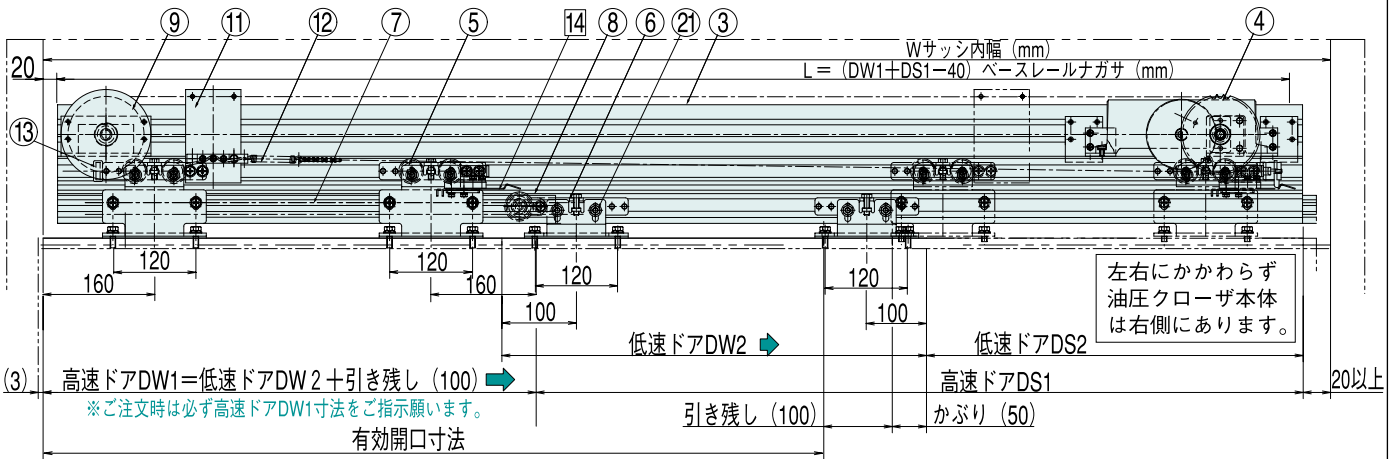 ⑨ ⑪ ⑫ ⑦ ⑤ 14 ⑧ ⑥ ㉑ ③ ④
Wサッシ内幅 (mm)
20
L= (DW1+DS1−40) ベースレールナガサ (mm)
⑬
120 120 120 120
160 160 100 100
左右にかかわらず
油圧クローザ本体
は右側にあります。
低速ドアDW2 低速ドアDS2
(3) 高速ドアDW1=低速ドアDW2+引き残し (100) 高速ドアDS1 20以上
※ご注文時は必ず高速ドアDW1寸法をご指示願います。
引き残し (100) かぶり (50)
有効開口寸法